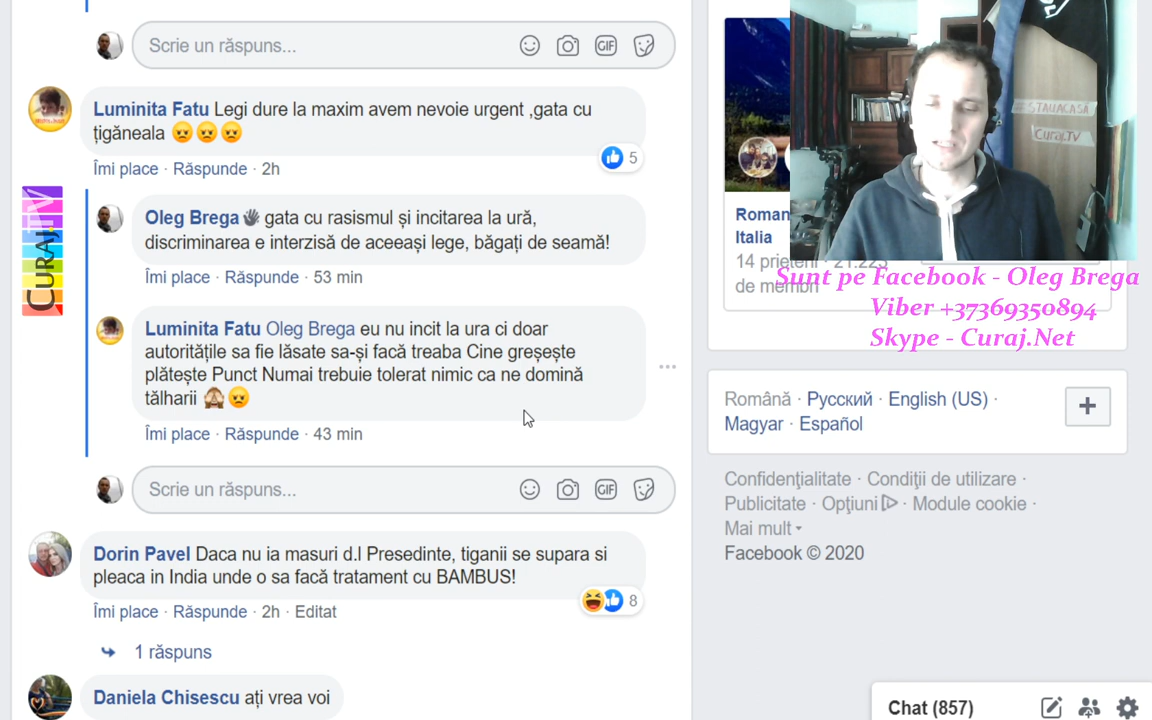 Scrie un răspuns...
GIF
Luminita Fatu Legi dure la maxim avem nevoie urgent ,gata cu
țigăneala
5
Îmi place · Răspunde · 2h
Oleg Brega gata cu rasismul și incitarea la ură,
discriminarea e interzisă de aceeași lege, băgați de seamă!
Îmi place · Răspunde · 53 min
Luminita Fatu Oleg Brega eu nu incit la ura ci doar
autoritățile sa fie lăsate sa-și facă treaba Cine greșește
plătește Punct Numai trebuie tolerat nimic ca ne domină
tâlharii
Îmi place · Răspunde · 43 min
Scrie un răspuns...
GIF
Dorin Pavel Daca nu ia masuri d.l Presedinte, tiganii se supara si
pleaca in India unde o sa facă tratament cu BAMBUS!
8
Îmi place · Răspunde · 2h · Editat
1 răspuns
Daniela Chisescu ați vrea voi
CURAJ.TV
#STAUACASĂ
Curaj.TV
Roman
Italia
14 prieteni · 21.225
de membri
Sunt pe Facebook - Oleg Brega
Viber +37369350894
Skype - Curaj.Net
Română · Русский · English (US) ·
Magyar · Español
Confidențialitate · Condiții de utilizare ·
Publicitate · Opțiuni · Module cookie ·
Mai mult
Facebook © 2020
Chat (857)